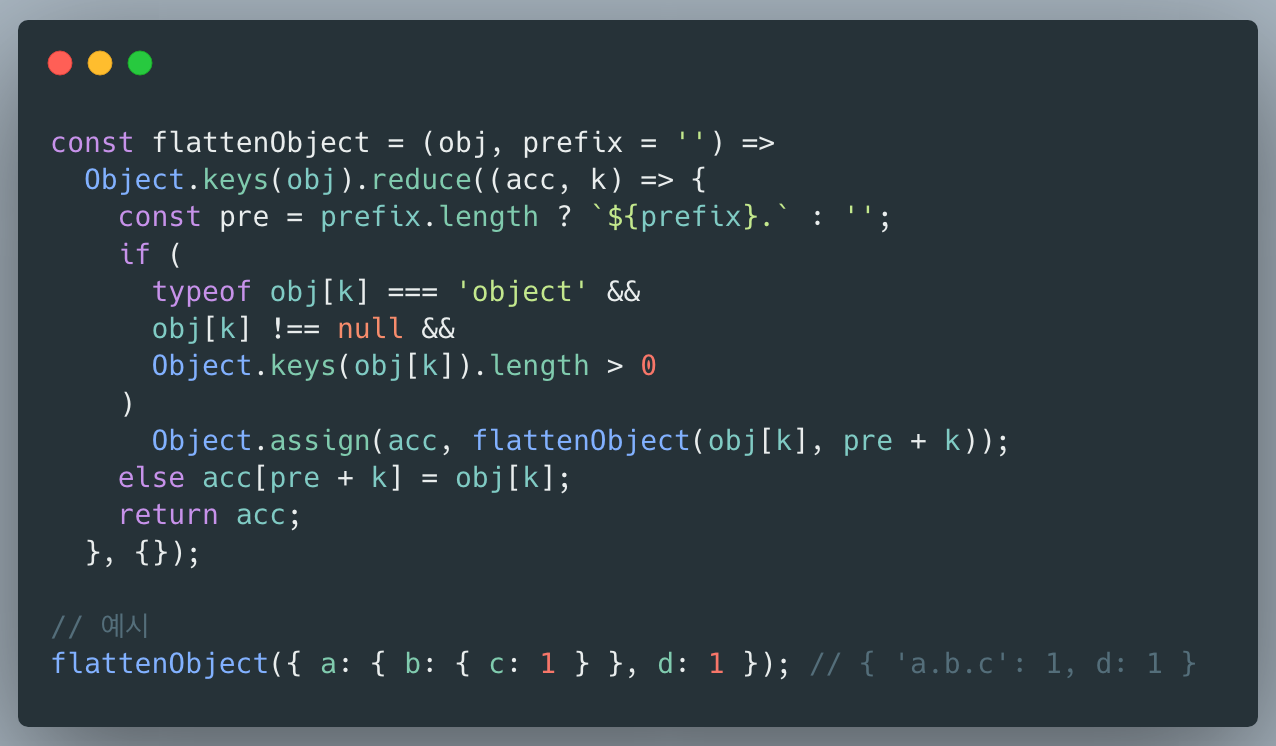 const flattenObject = (obj, prefix = '') =>
  Object.keys(obj).reduce((acc, k) => {
    const pre = prefix.length ? `${prefix}.` : '';
    if (
      typeof obj[k] === 'object' &&
      obj[k] !== null &&
      Object.keys(obj[k]).length > 0
    )
      Object.assign(acc, flattenObject(obj[k], pre + k));
    else acc[pre + k] = obj[k];
    return acc;
  }, {});

// 예시
flattenObject({ a: { b: { c: 1 } }, d: 1 }); // { 'a.b.c': 1, d: 1 }